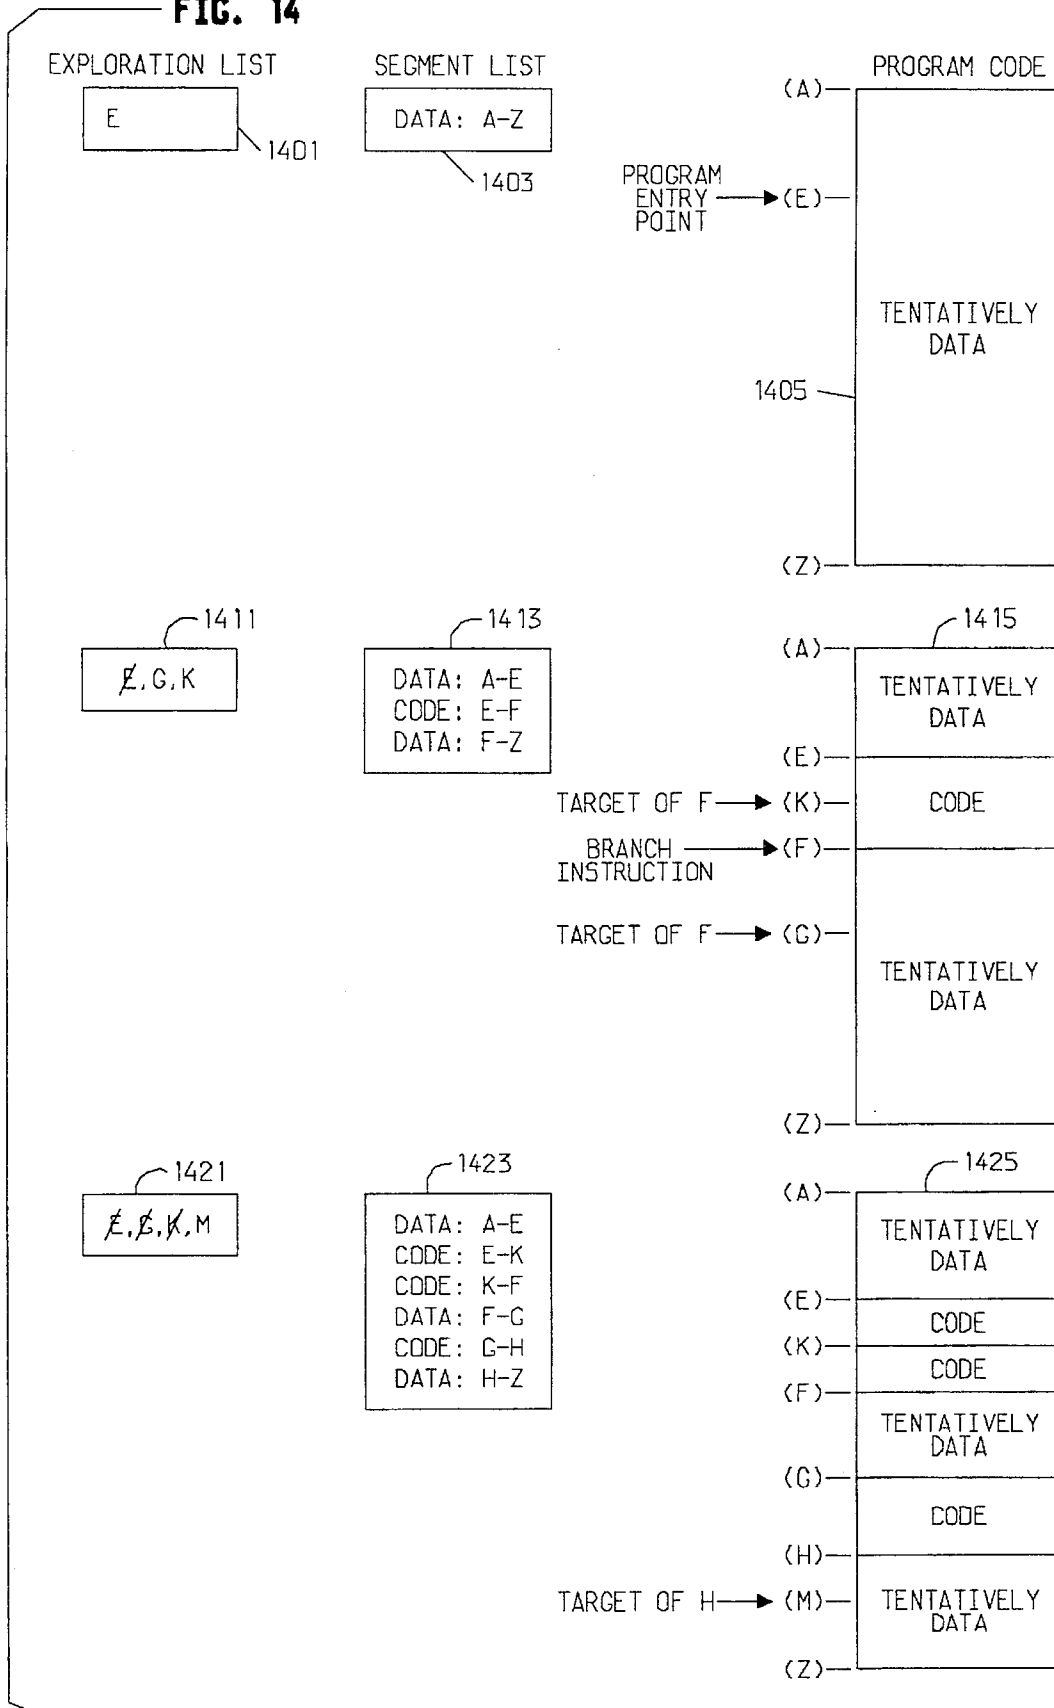 FIG. 14
EXPLORATION LIST
SEGMENT LIST
PROGRAM CODE
E
1401
DATA: A-Z
1403
(A)
PROGRAM
ENTRY
POINT
(E)
TENTATIVELY
DATA
1405
(Z)
1411
E,G,K
1413
DATA: A-E
CODE: E-F
DATA: F-Z
1415
(A)
TENTATIVELY
DATA
(E)
TARGET OF F
(K)
CODE
BRANCH
INSTRUCTION
(F)
TARGET OF F
(G)
TENTATIVELY
DATA
(Z)
1421
E,G,K,M
1423
DATA: A-E
CODE: E-K
CODE: K-F
DATA: F-G
CODE: G-H
DATA: H-Z
1425
(A)
TENTATIVELY
DATA
(E)
CODE
(K)
CODE
(F)
TENTATIVELY
DATA
(G)
CODE
(H)
TARGET OF H
(M)
TENTATIVELY
DATA
(Z)